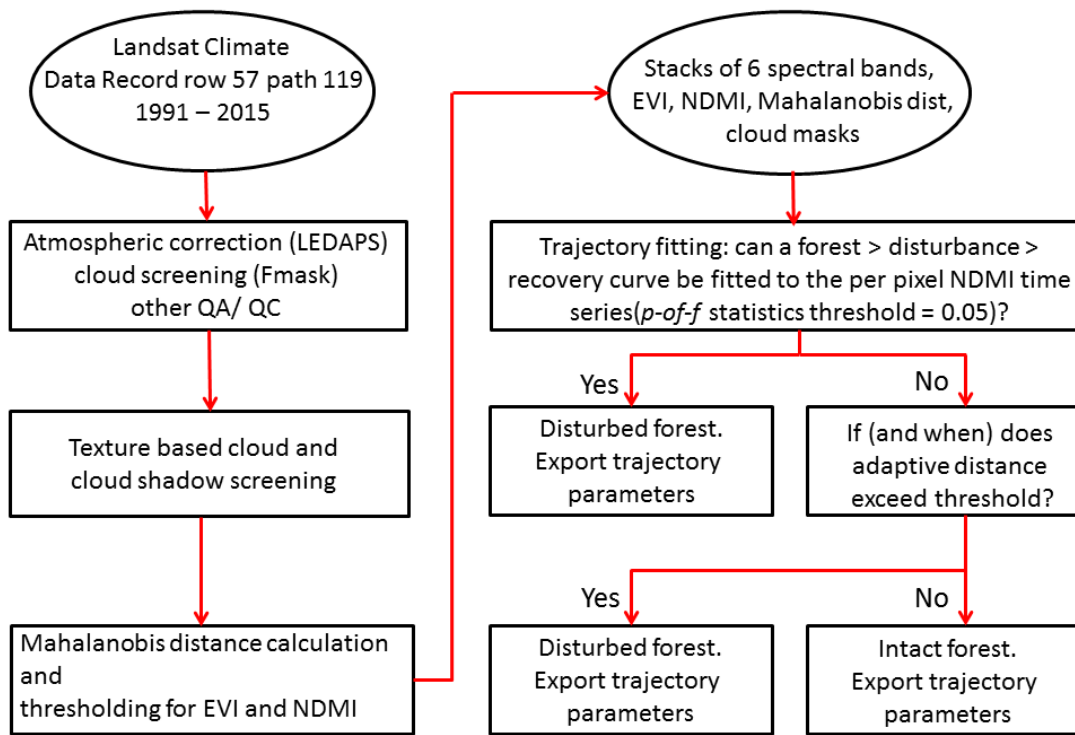 Landsat Climate
Data Record row 57 path 119
1991 – 2015
Atmospheric correction (LEDAPS)
cloud screening (Fmask)
other QA/ QC
Texture based cloud and
cloud shadow screening
Mahalanobis distance calculation
and
thresholding for EVI and NDMI
Stacks of 6 spectral bands,
EVI, NDMI, Mahalanobis dist,
cloud masks
Trajectory fitting: can a forest > disturbance >
recovery curve be fitted to the per pixel NDMI time
series(p-of-f statistics threshold = 0.05)?
Yes
No
Disturbed forest.
Export trajectory
parameters
If (and when) does
adaptive distance
exceed threshold?
Yes
No
Disturbed forest.
Export trajectory
parameters
Intact forest.
Export trajectory
parameters